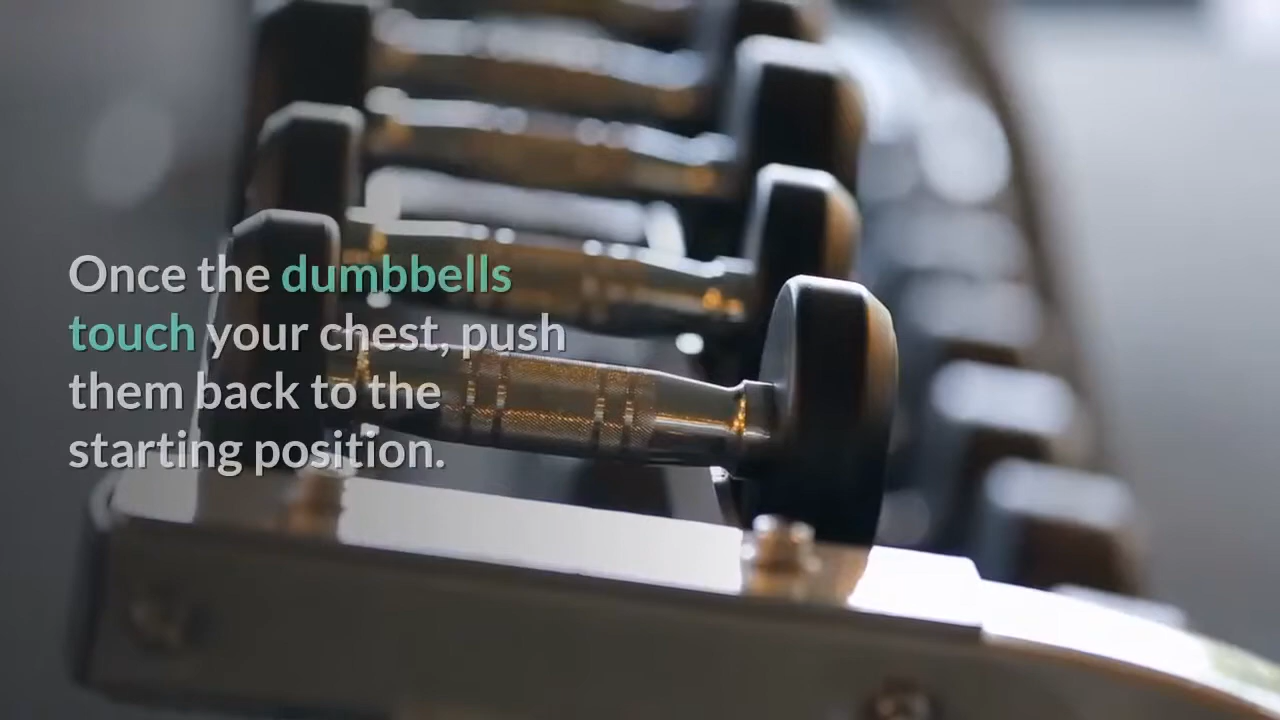 Once the dumbbells
touch your chest, push
them back to the
starting position.